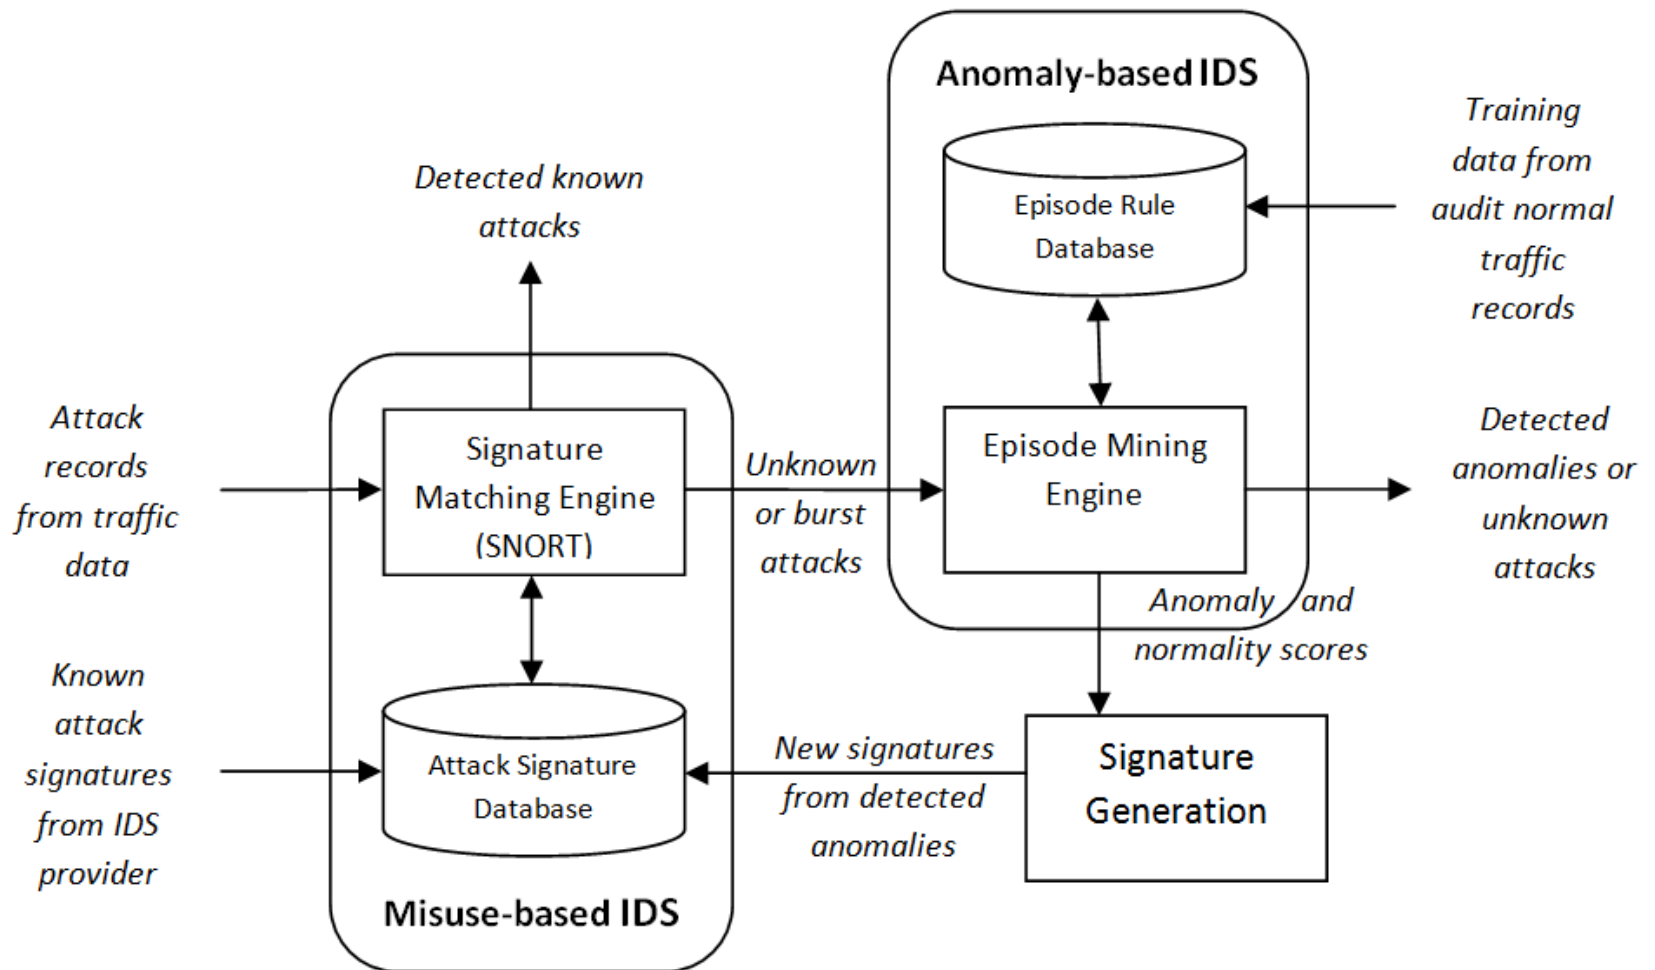 Anomaly-based IDS
Training
data from
audit normal
traffic
records
Episode Rule
Database
Detected known
attacks
Attack
records
from traffic
data
Signature
Matching Engine
(SNORT)
Unknown
or burst
attacks
Episode Mining
Engine
Detected
anomalies or
unknown
attacks
Anomaly and
normality scores
Known
attack
signatures
from IDS
provider
Attack Signature
Database
New signatures
from detected
anomalies
Signature
Generation
Misuse-based IDS